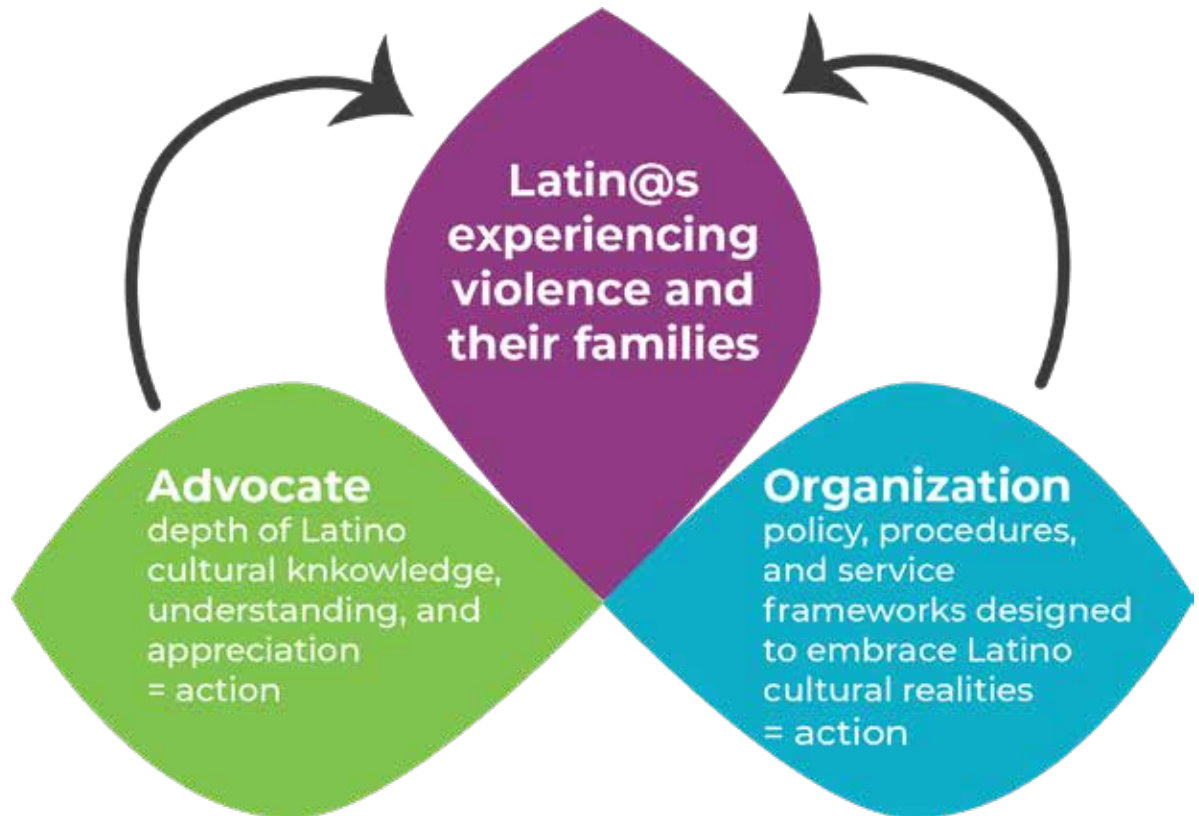 Latin@s
experiencing
violence and
their families
Advocate
depth of Latino
cultural knkowledge,
understanding, and
appreciation
= action
Organization
policy, procedures,
and service
frameworks designed
to embrace Latino
cultural realities
= action